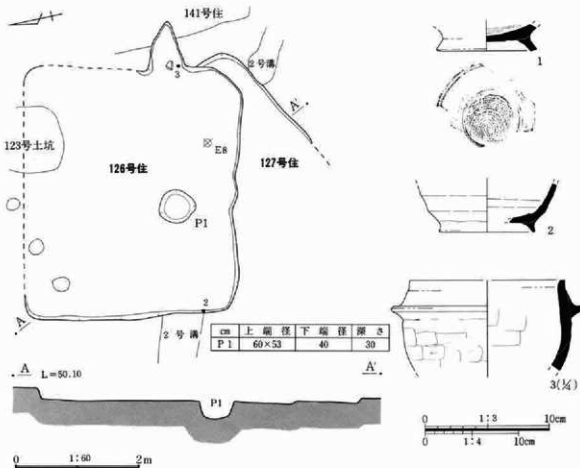 141号住
3
2号溝
A'
1
123号土坑
126号住
E8
127号住
P1
2
A
2
2号溝
cm 上端径 下端径 深さ
P1 60×53 40 30
A L=50.10 A'
P1
3(¼)
0 1:60 2m
0 1:3 10cm
0 1:4 10cm